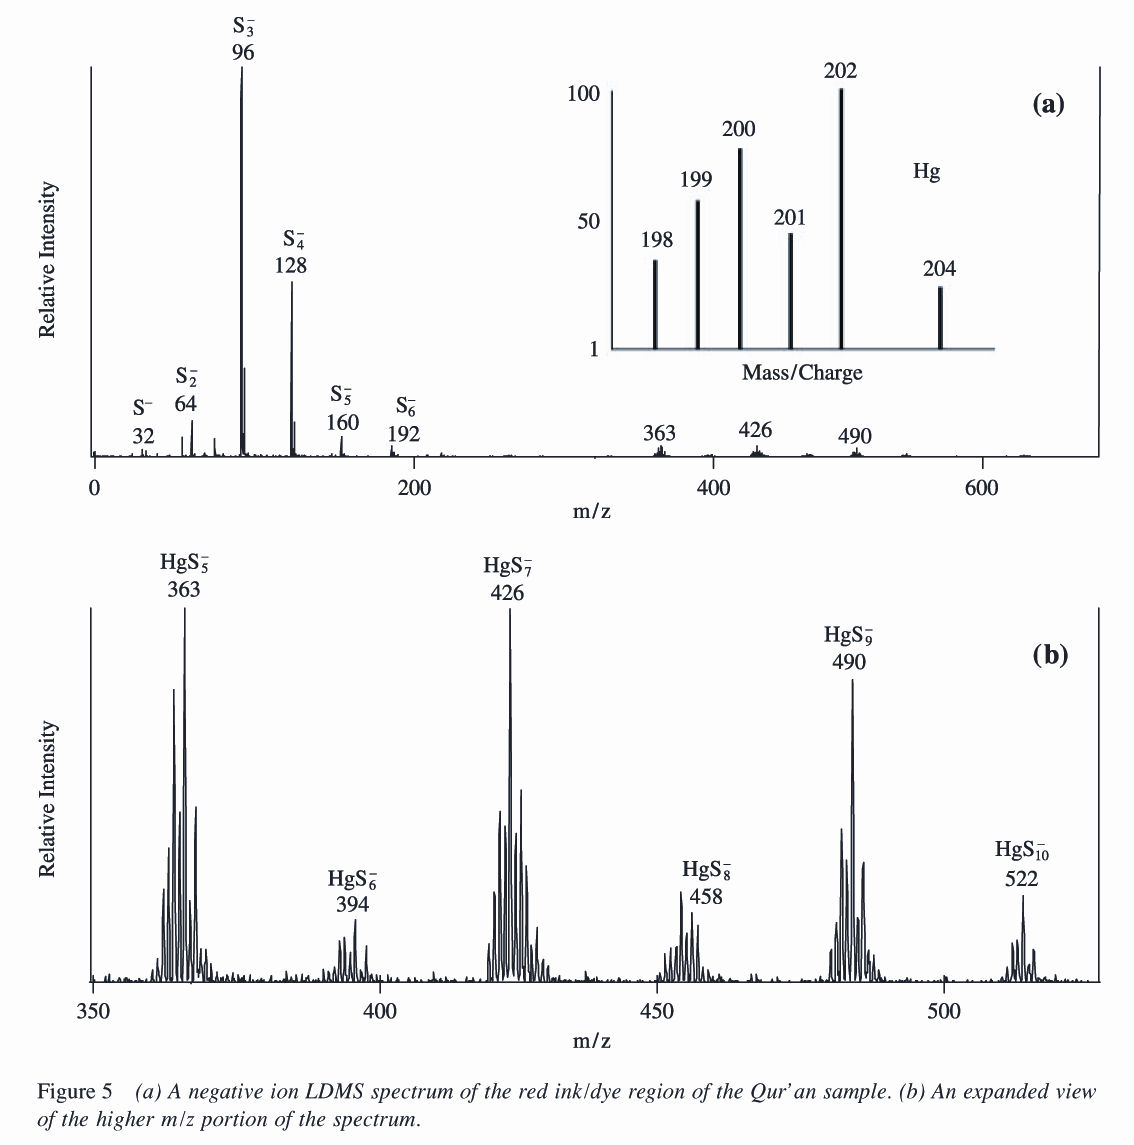 S₃⁻
96
S₄⁻
128
S₂⁻
64
S⁻
32
S₅⁻
160
S₆⁻
192
363
426
490
Relative Intensity
0
200
400
600
m/z
(a)
100
50
1
198
199
200
201
202
204
Hg
Mass/Charge
HgS₅⁻
363
HgS₆⁻
394
HgS₇⁻
426
HgS₈⁻
458
HgS₉⁻
490
HgS₁₀⁻
522
(b)
Relative Intensity
350
400
450
500
m/z
Figure 5 (a) A negative ion LDMS spectrum of the red ink/dye region of the Qur'an sample. (b) An expanded view
of the higher m/z portion of the spectrum.